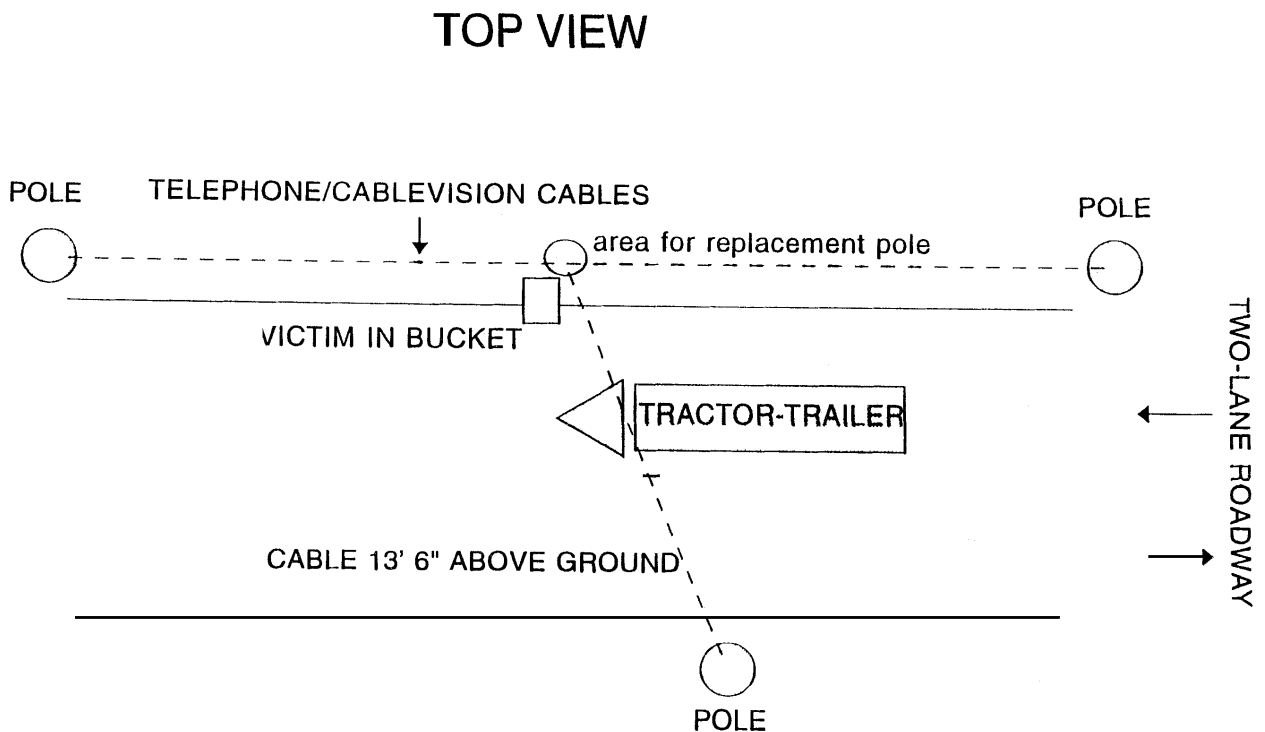 TOP VIEW
POLE
TELEPHONE/CABLEVISION CABLES
POLE
area for replacement pole
VICTIM IN BUCKET
TRACTOR-TRAILER
TWO-LANE ROADWAY
CABLE 13' 6" ABOVE GROUND
POLE